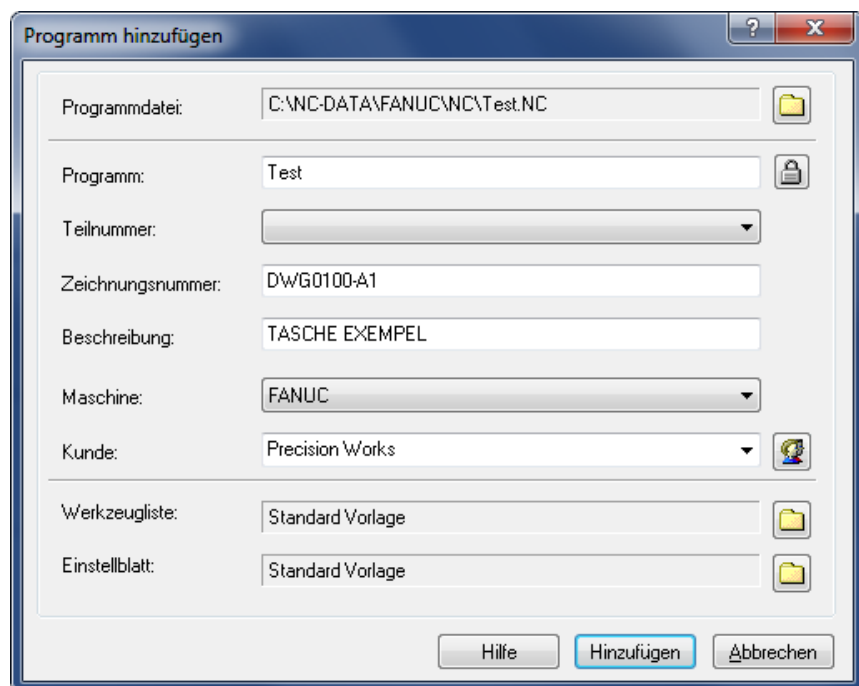 Programm hinzufügen
Programmdatei: C:\NC-DATA\FANUC\NC\Test.NC
Programm: Test
Teilnummer:
Zeichnungsnummer: DWG0100-A1
Beschreibung: TASCHE EXEMPEL
Maschine: FANUC
Kunde: Precision Works
Werkzeugliste: Standard Vorlage
Einstellblatt: Standard Vorlage
Hilfe Hinzufügen Abbrechen